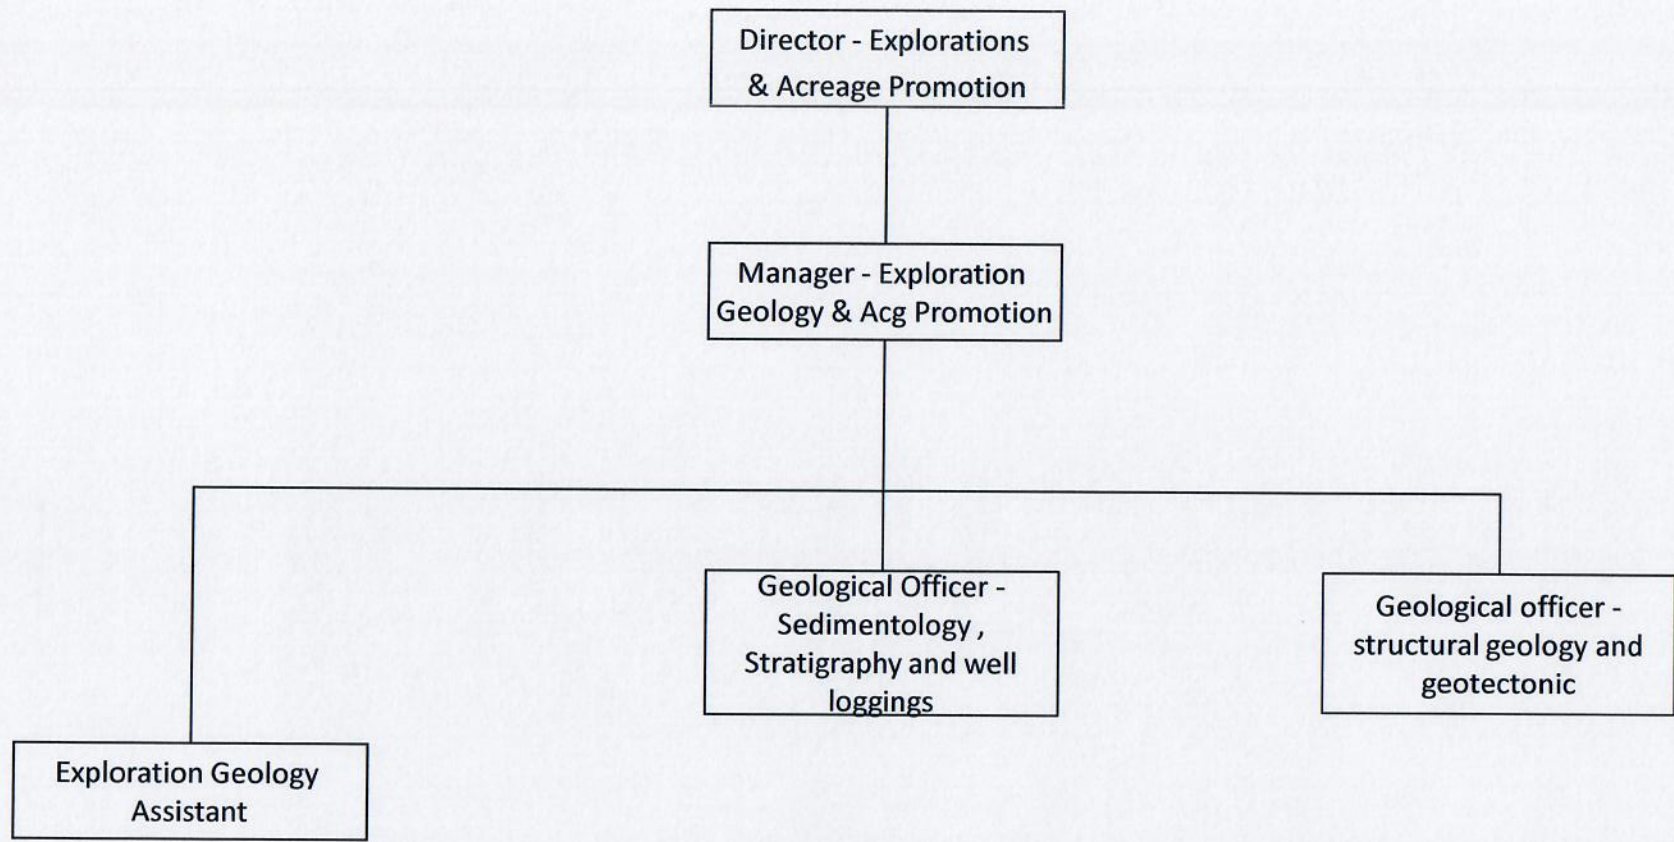 Director - Explorations
& Acreage Promotion
Manager - Exploration
Geology & Acg Promotion
Geological Officer -
Sedimentology ,
Stratigraphy and well
loggings
Geological officer -
structural geology and
geotectonic
Exploration Geology
Assistant